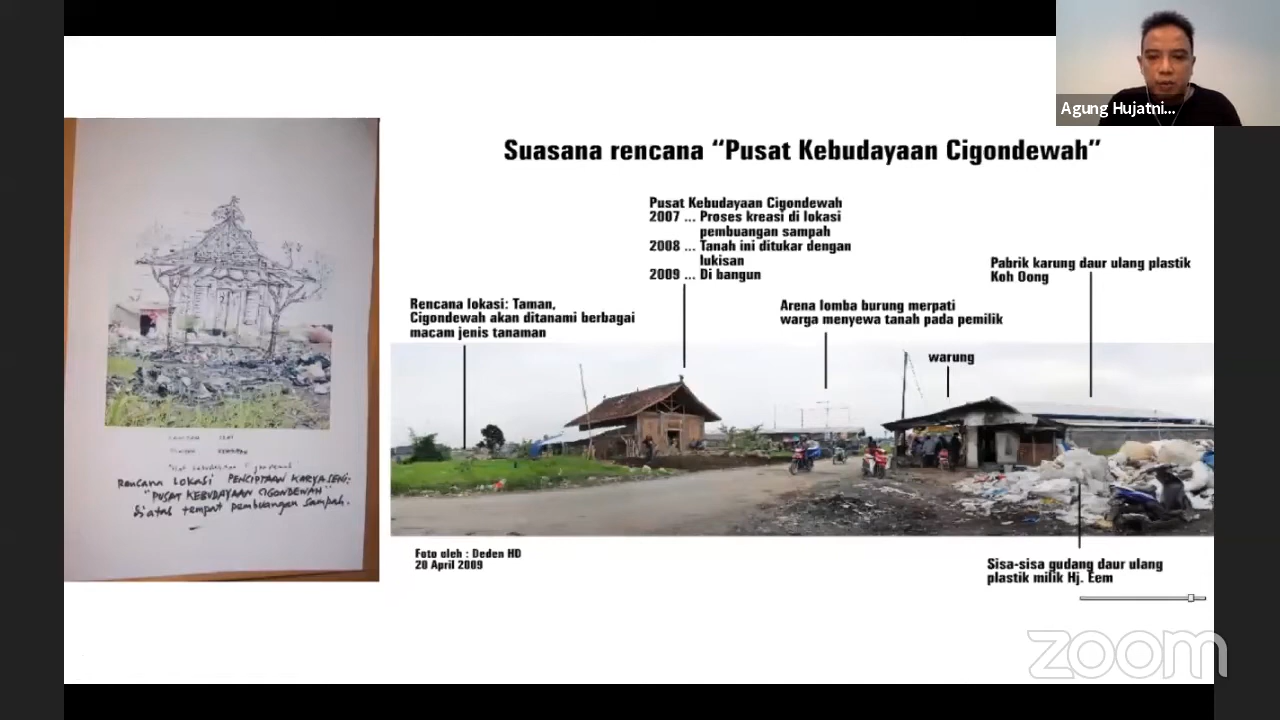 Agung Hujatni...
Suasana rencana “Pusat Kebudayaan Cigondewah”
Pusat Kebudayaan Cigondewah
2007 ... Proses kreasi di lokasi
pembuangan sampah
2008 ... Tanah ini ditukar dengan
lukisan
2009 ... Di bangun
Pabrik karung daur ulang plastik
Koh Oong
Rencana lokasi: Taman,
Cigondewah akan ditanami berbagai
macam jenis tanaman
Arena lomba burung merpati
warga menyewa tanah pada pemilik
warung
Rencana LOKASI PENCIPTAAN KARYA SENI:
"PUSAT KEBUDAYAAN CIGONDEWAH"
diatas tempat pembuangan sampah.
Foto oleh : Deden HD
20 April 2009
Sisa-sisa gudang daur ulang
plastik milik Hj. Eem
zoom